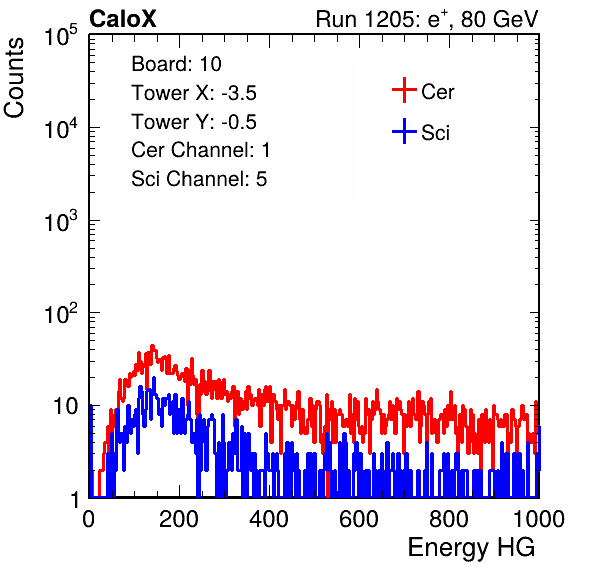 CaloX Run 1205: e⁺, 80 GeV
Counts
Board: 10
Tower X: -3.5
Tower Y: -0.5
Cer Channel: 1
Sci Channel: 5
Cer
Sci
10⁵
10⁴
10³
10²
10
1
0 200 400 600 800 1000
Energy HG